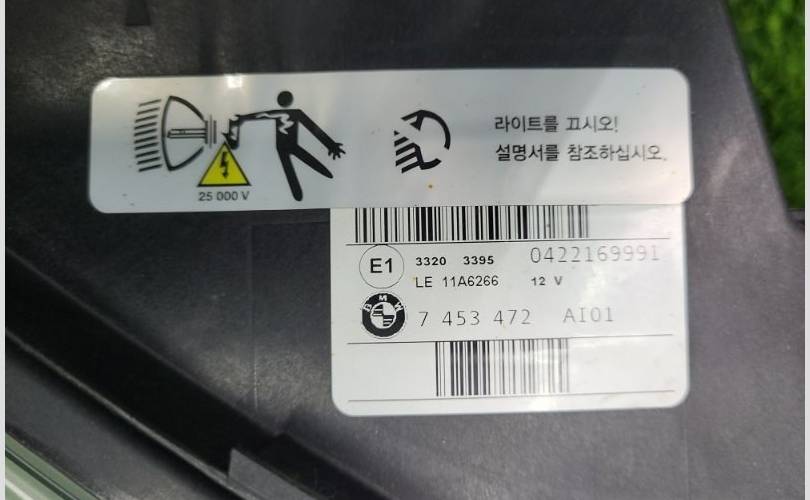 라이트를 끄시오!
설명서를 참조하십시오.
25 000 V
E1 3320 3395 0422169991
LE 11A6266 12 V
BMW 7 453 472 AI01